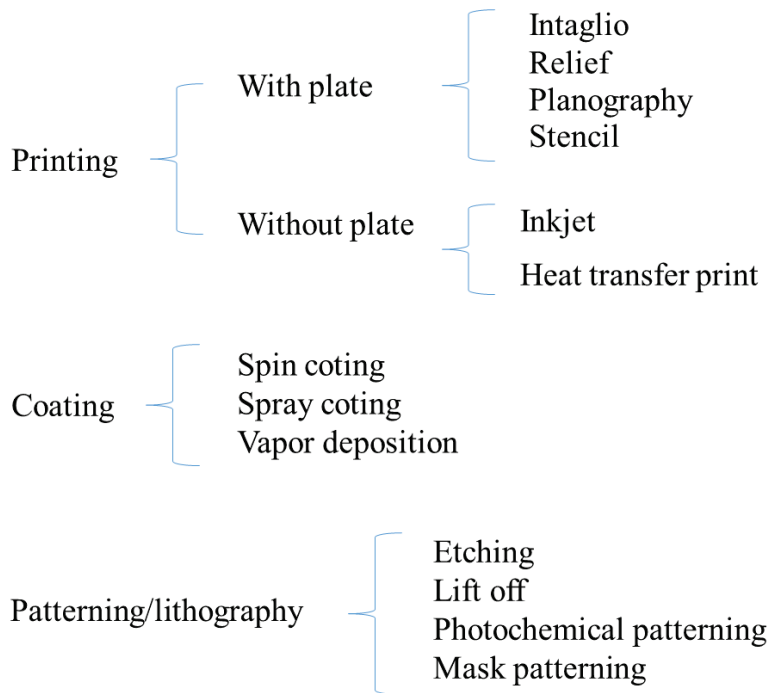 Printing
With plate
Intaglio
Relief
Planography
Stencil
Without plate
Inkjet
Heat transfer print
Coating
Spin coting
Spray coting
Vapor deposition
Patterning/lithography
Etching
Lift off
Photochemical patterning
Mask patterning